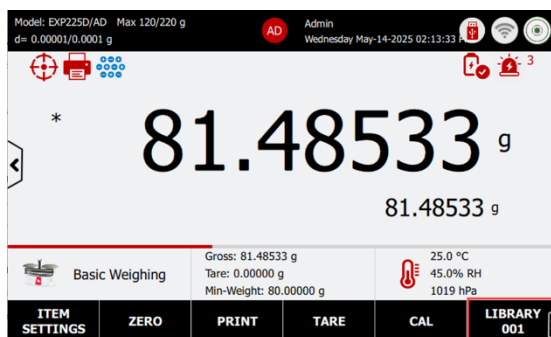 Model: EXP225D/AD Max 120/220 g
d= 0.00001/0.0001 g
AD
Admin
Wednesday May-14-2025 02:13:33
3
*
81.48533 g
81.48533 g
Basic Weighing
Gross: 81.48533 g
Tare: 0.00000 g
Min-Weight: 80.00000 g
25.0 °C
45.0% RH
1019 hPa
ITEM
SETTINGS
ZERO
PRINT
TARE
CAL
LIBRARY
001